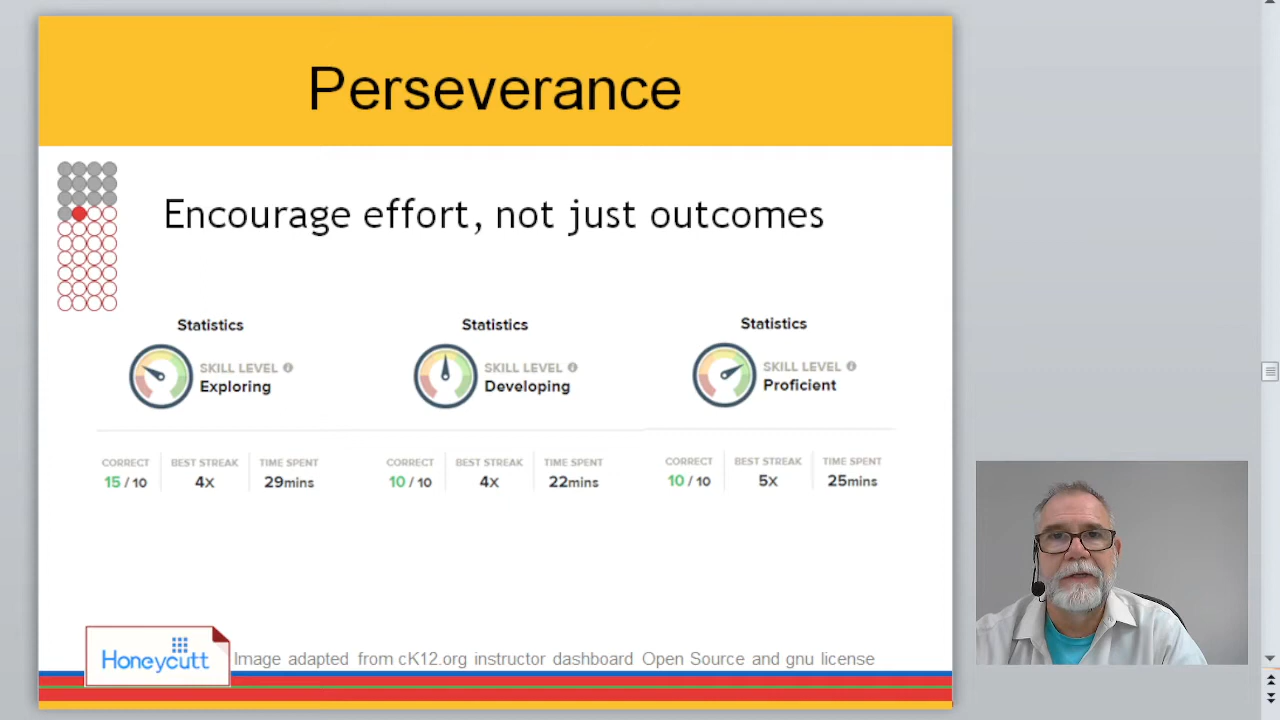 Perseverance
Encourage effort, not just outcomes
Statistics
SKILL LEVEL
Exploring
CORRECT BEST STREAK TIME SPENT
15 / 10 4X 29mins
Statistics
SKILL LEVEL
Developing
CORRECT BEST STREAK TIME SPENT
10 / 10 4X 22mins
Statistics
SKILL LEVEL
Proficient
CORRECT BEST STREAK TIME SPENT
10 / 10 5X 25mins
Honeycutt
Image adapted from cK12.org instructor dashboard Open Source and gnu license